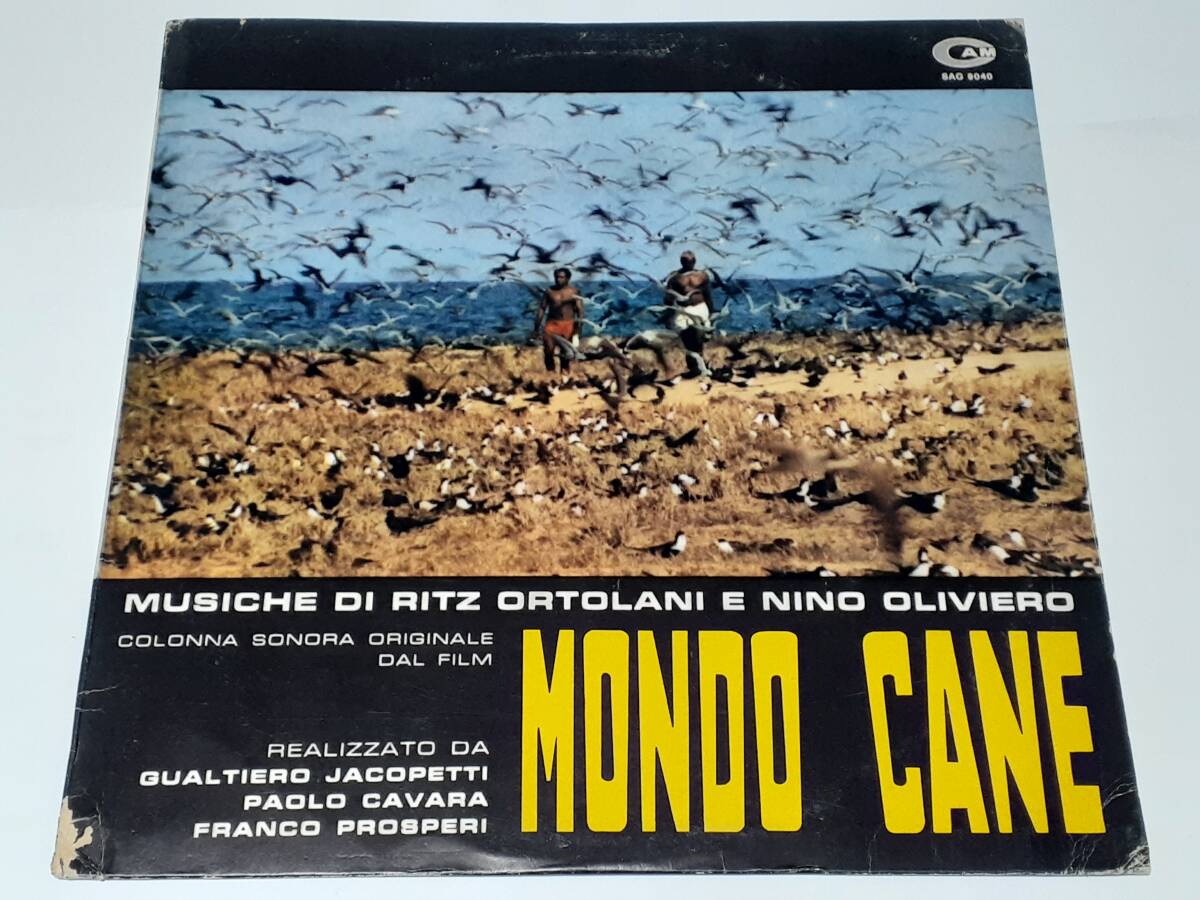 CAM
SAG 9040
MUSICHE DI RITZ ORTOLANI E NINO OLIVIERO
COLONNA SONORA ORIGINALE
DAL FILM
MONDO CANE
REALIZZATO DA
GUALTIERO JACOPETTI
PAOLO CAVARA
FRANCO PROSPERI